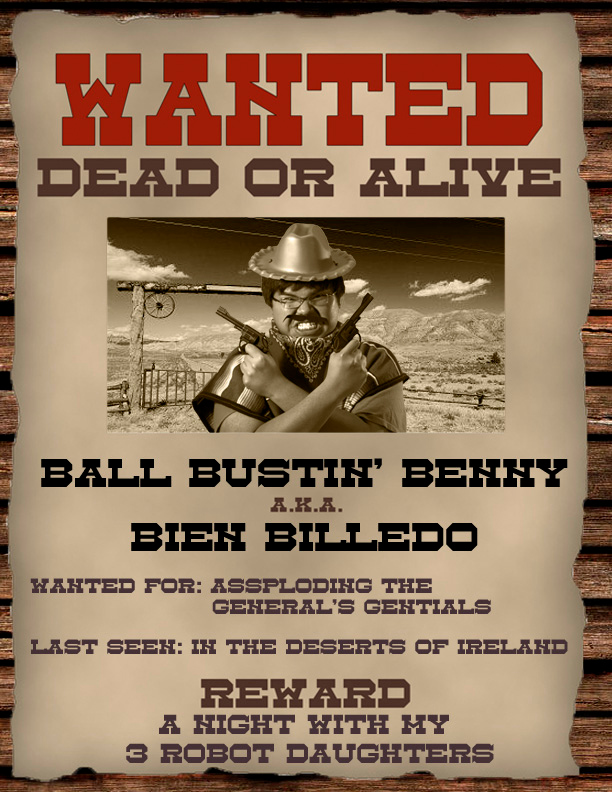 WANTED
DEAD OR ALIVE
BALL BUSTIN' BENNY
A.K.A.
BIEN BILLEDO
WANTED FOR: ASSPLODING THE
GENERAL'S GENTIALS
LAST SEEN: IN THE DESERTS OF IRELAND
REWARD
A NIGHT WITH MY
3 ROBOT DAUGHTERS